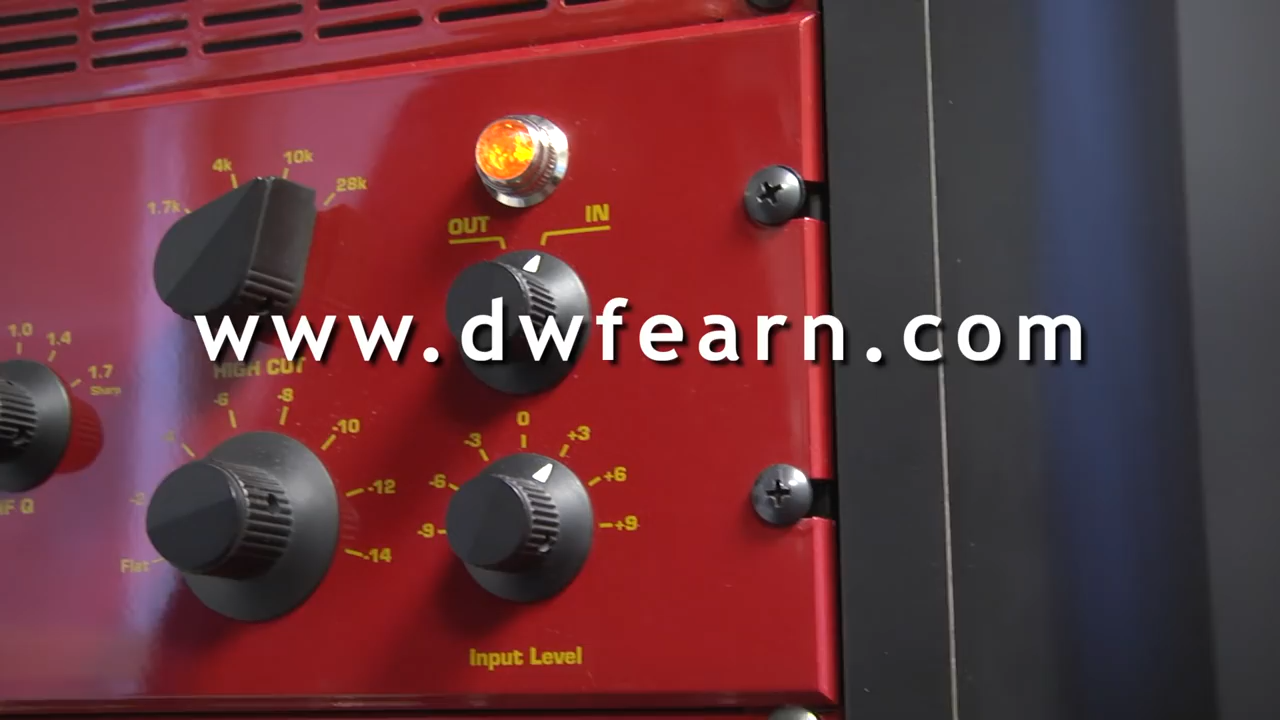 4k 10k
1.7k 28k
OUT IN
www.dwfearn.com
1.0 1.4
1.7
Sharp
HIGH CUT
-6 -8
-10
-12
-14
-2
Flat
-3 0 +3
-6 +6
-9 +9
Input Level